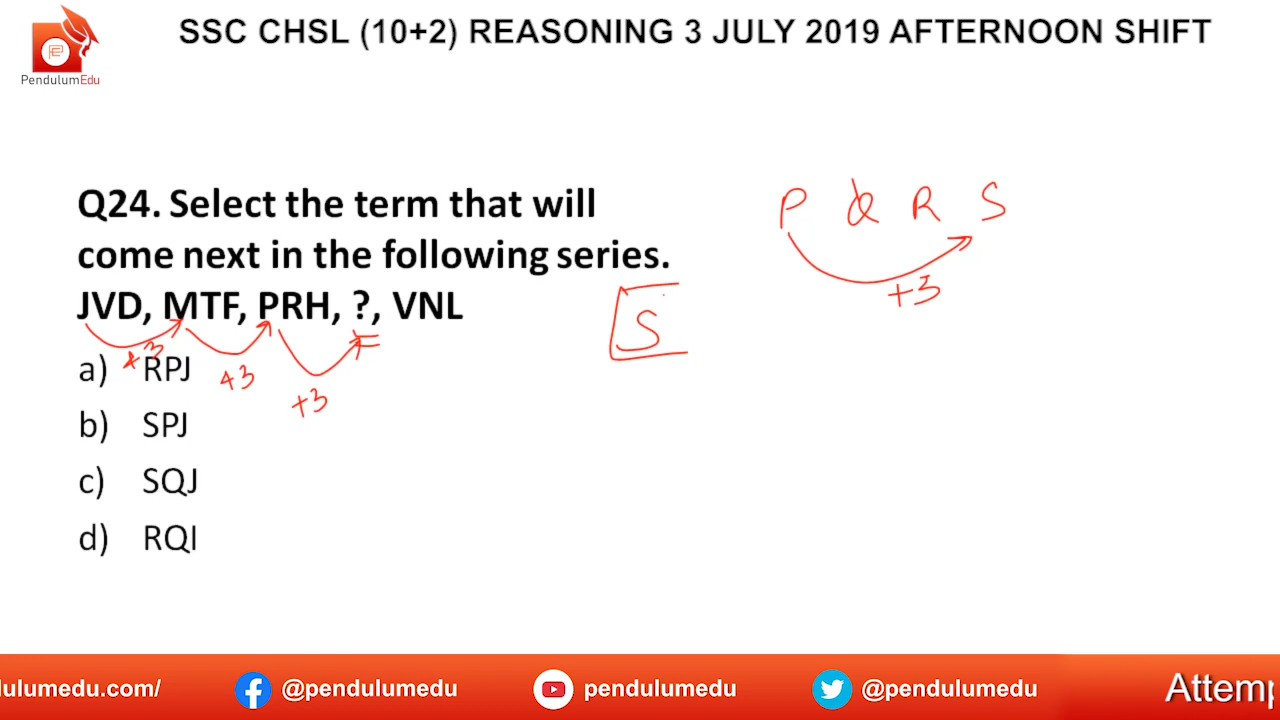 SSC CHSL (10+2) REASONING 3 JULY 2019 AFTERNOON SHIFT
PendulumEdu
Q24. Select the term that will
come next in the following series.
JVD, MTF, PRH, ?, VNL
+3 +3 +3
a) RPJ
b) SPJ
c) SQJ
d) RQI
P Q R S
+3
S
lumedu.com/ @pendulumedu pendulumedu @pendulumedu Attemp